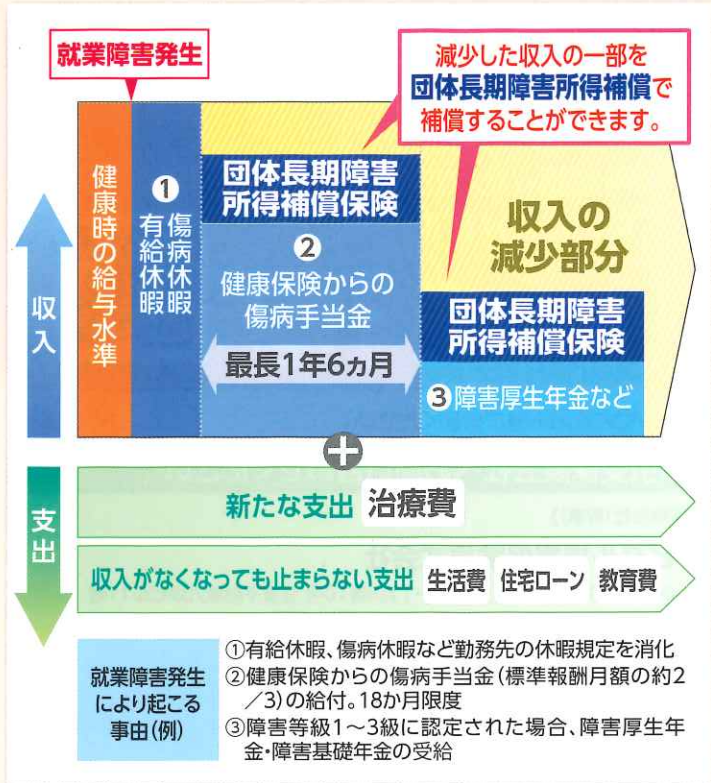 就業障害発生
減少した収入の一部を
団体長期障害所得補償で
補償することができます。
健康時の給与水準
①
傷病休暇
有給休暇
団体長期障害
所得補償保険
②
健康保険からの
傷病手当金
最長1年6ヵ月
収入の
減少部分
団体長期障害
所得補償保険
③障害厚生年金など
収入
+
支出
新たな支出 治療費
収入がなくなっても止まらない支出 生活費 住宅ローン 教育費
就業障害発生
により起こる
事由(例)
①有給休暇、傷病休暇など勤務先の休暇規定を消化
②健康保険からの傷病手当金(標準報酬月額の約2
/3)の給付。18か月限度
③障害等級1〜3級に認定された場合、障害厚生年
金・障害基礎年金の受給